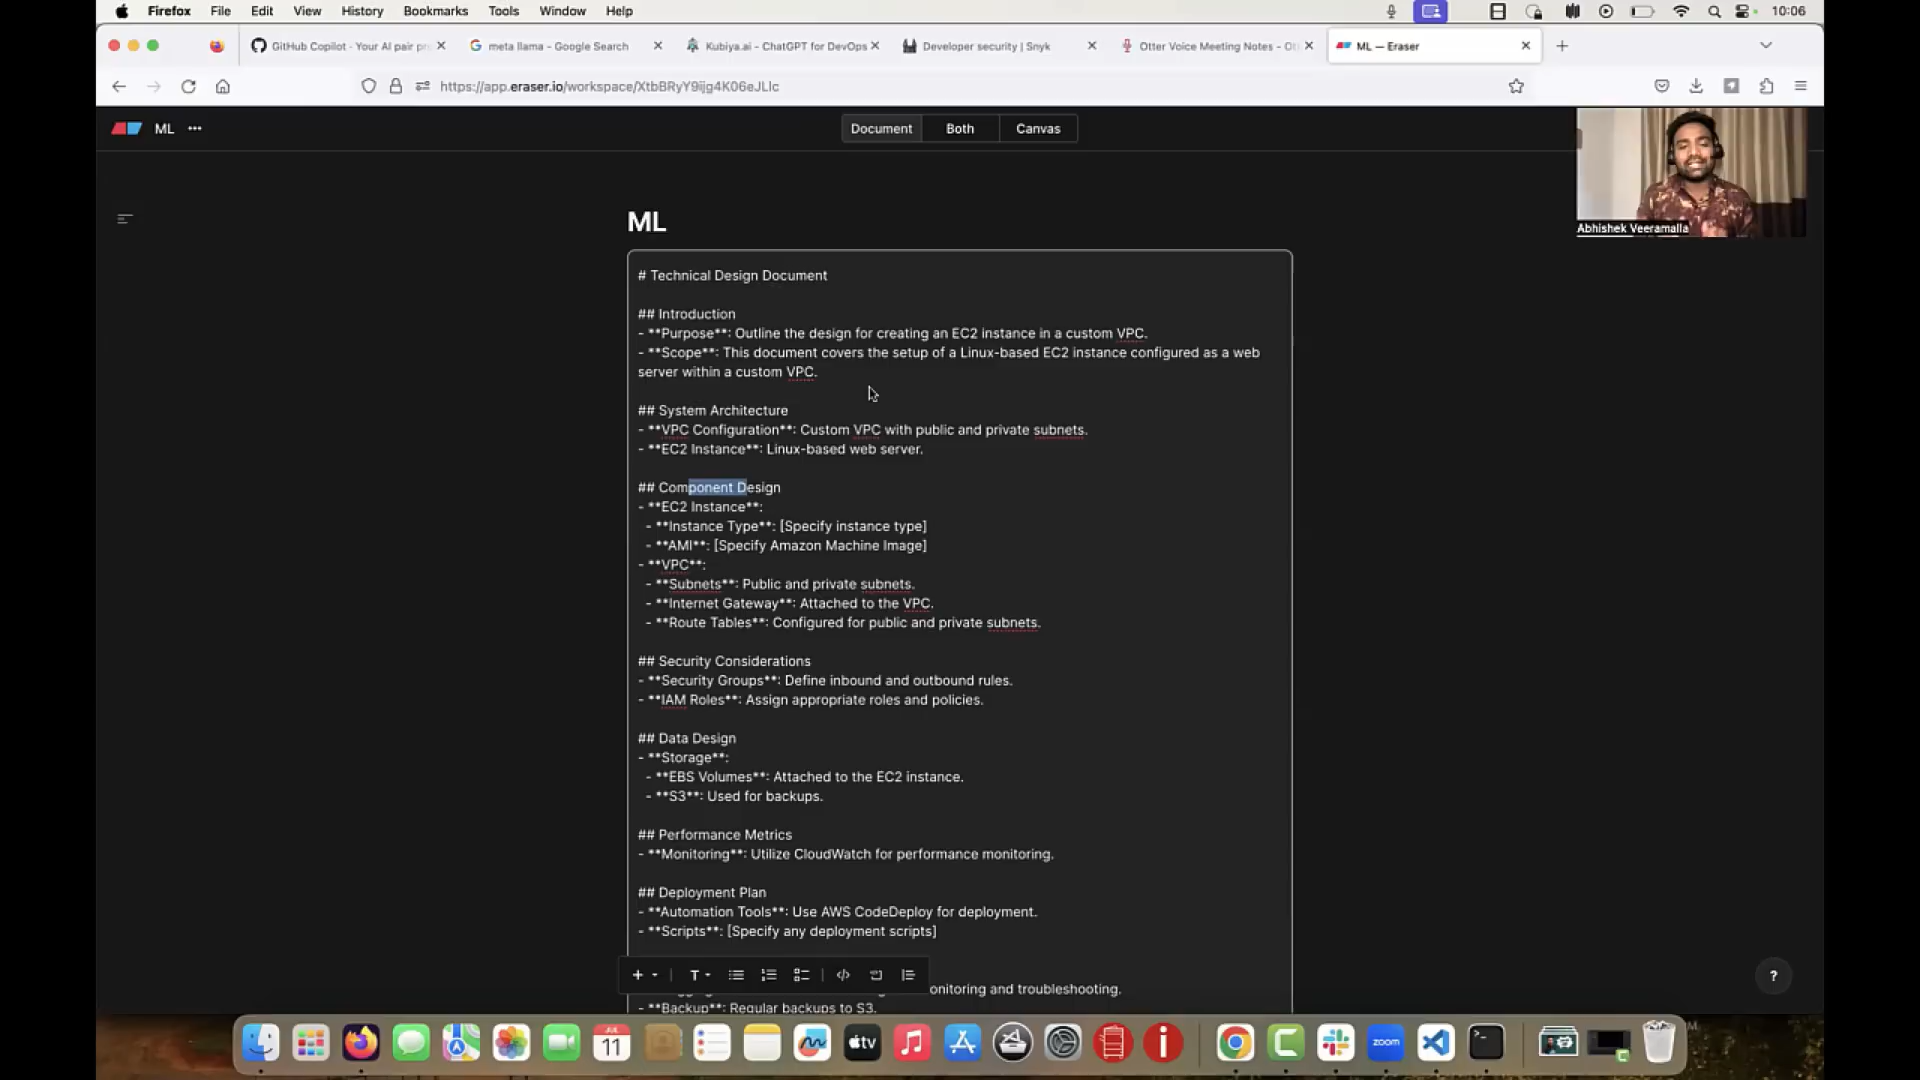 Firefox File Edit View History Bookmarks Tools Window Help 10:06
GitHub Copilot - Your AI pair pr
meta llama - Google Search
Kubiya.ai - ChatGPT for DevOps
Developer security | Snyk
Otter Voice Meeting Notes - Ot
ML — Eraser
https://app.eraser.io/workspace/XtbBRyY9ijg4K06eJLlc
ML
Document Both Canvas
Abhishek Veeramalla
ML
# Technical Design Document
## Introduction
- **Purpose**: Outline the design for creating an EC2 instance in a custom VPC.
- **Scope**: This document covers the setup of a Linux-based EC2 instance configured as a web
server within a custom VPC.
## System Architecture
- **VPC Configuration**: Custom VPC with public and private subnets.
- **EC2 Instance**: Linux-based web server.
## Component Design
- **EC2 Instance**:
- **Instance Type**: [Specify instance type]
- **AMI**: [Specify Amazon Machine Image]
- **VPC**:
- **Subnets**: Public and private subnets.
- **Internet Gateway**: Attached to the VPC.
- **Route Tables**: Configured for public and private subnets.
## Security Considerations
- **Security Groups**: Define inbound and outbound rules.
- **IAM Roles**: Assign appropriate roles and policies.
## Data Design
- **Storage**:
- **EBS Volumes**: Attached to the EC2 instance.
- **S3**: Used for backups.
## Performance Metrics
- **Monitoring**: Utilize CloudWatch for performance monitoring.
## Deployment Plan
- **Automation Tools**: Use AWS CodeDeploy for deployment.
- **Scripts**: [Specify any deployment scripts]
onitoring and troubleshooting.
- **Backup**: Regular backups to S3.
T
?
JUL
11
tv
zoom